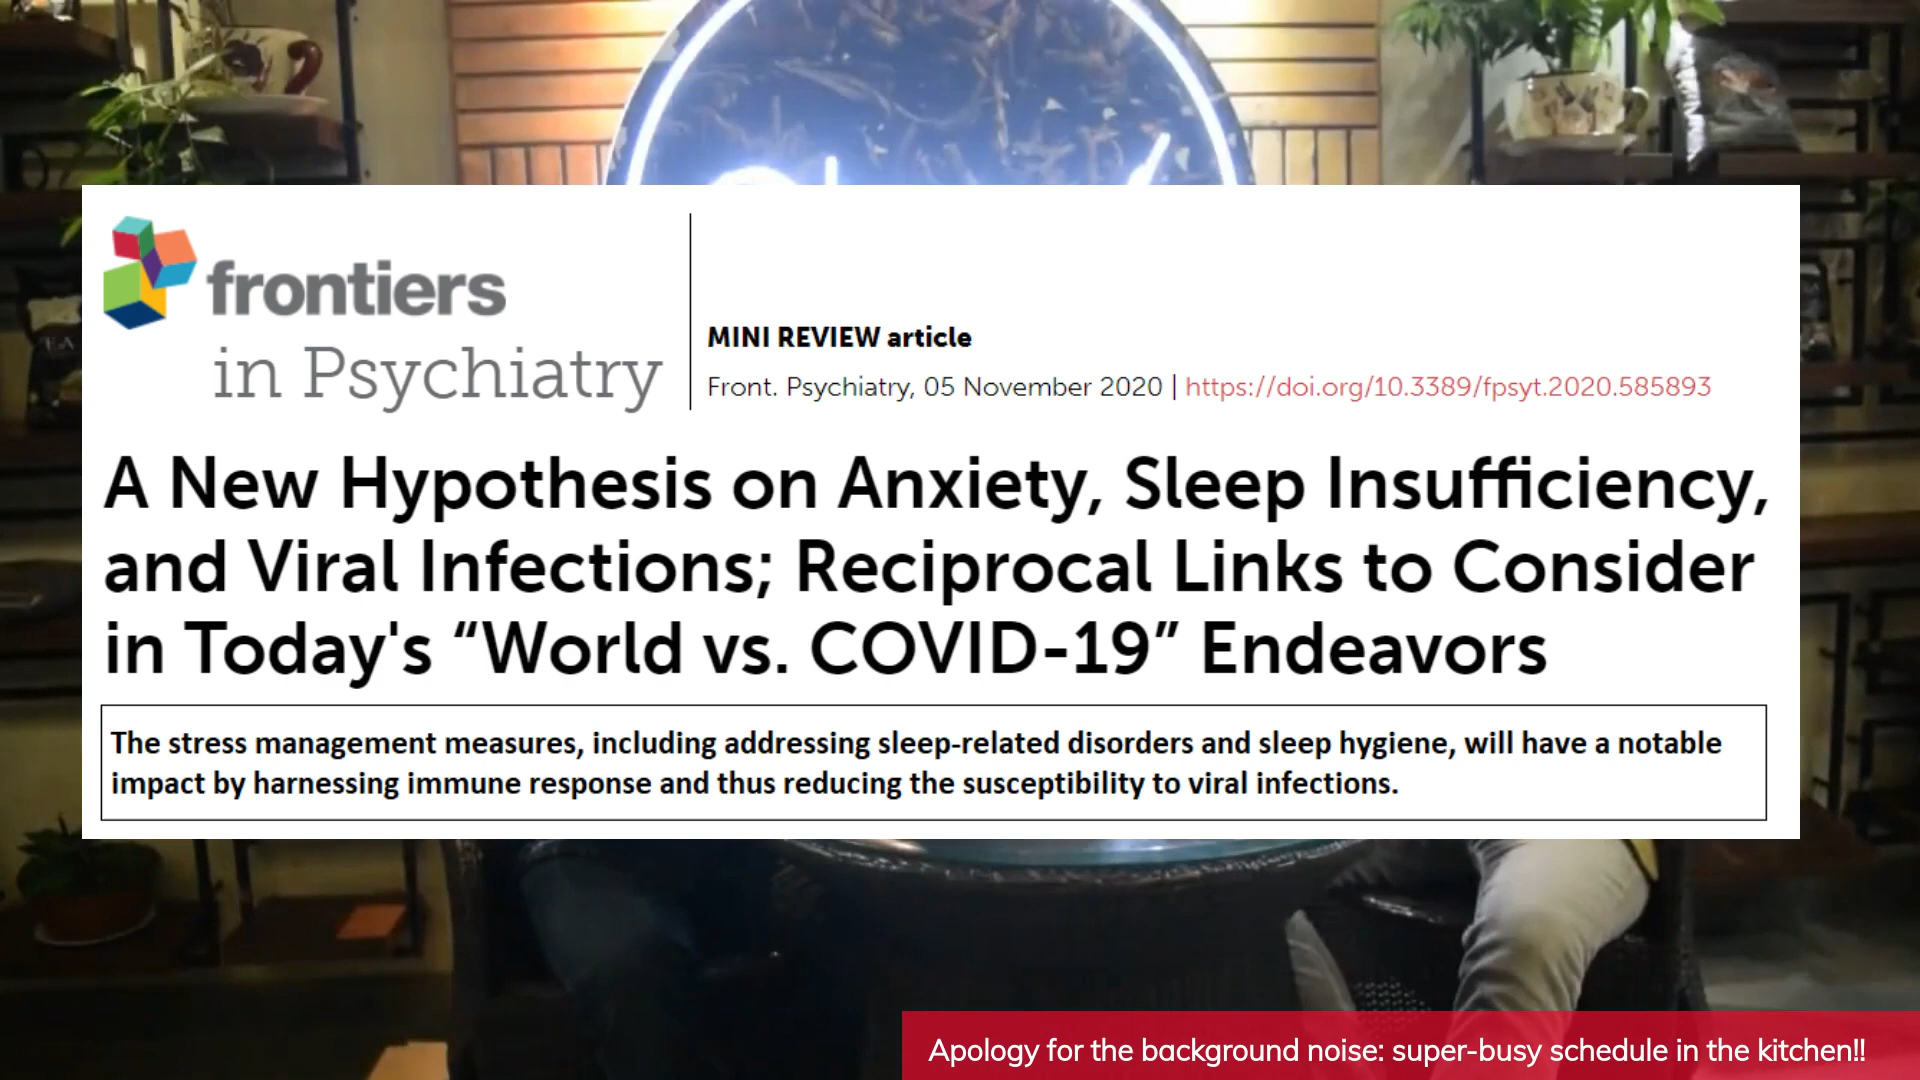 frontiers
in Psychiatry
MINI REVIEW article
Front. Psychiatry, 05 November 2020 | https://doi.org/10.3389/fpsyt.2020.585893
A New Hypothesis on Anxiety, Sleep Insufficiency,
and Viral Infections; Reciprocal Links to Consider
in Today's “World vs. COVID-19” Endeavors
The stress management measures, including addressing sleep-related disorders and sleep hygiene, will have a notable
impact by harnessing immune response and thus reducing the susceptibility to viral infections.
Apology for the background noise: super-busy schedule in the kitchen!!